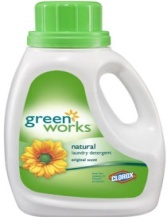 green
works
natural
laundry detergent
original scent
CLOROX